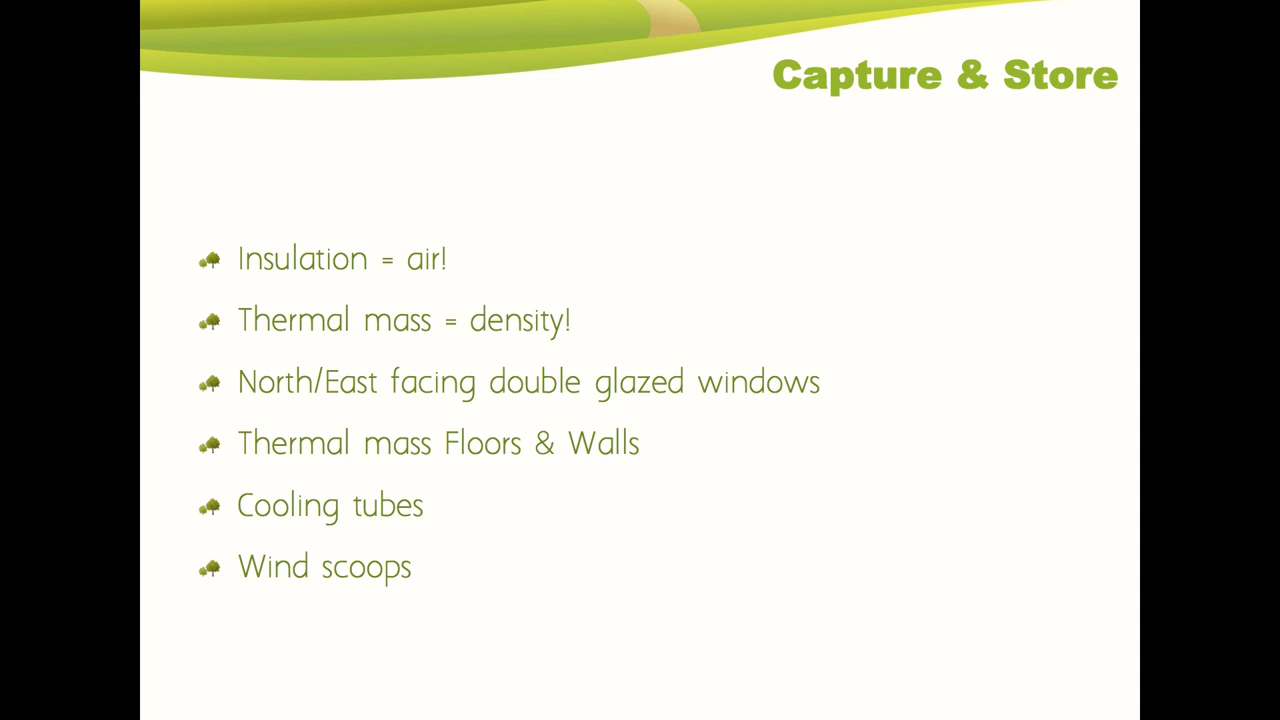 Capture & Store
Insulation = air!
Thermal mass = density!
North/East facing double glazed windows
Thermal mass Floors & Walls
Cooling tubes
Wind scoops